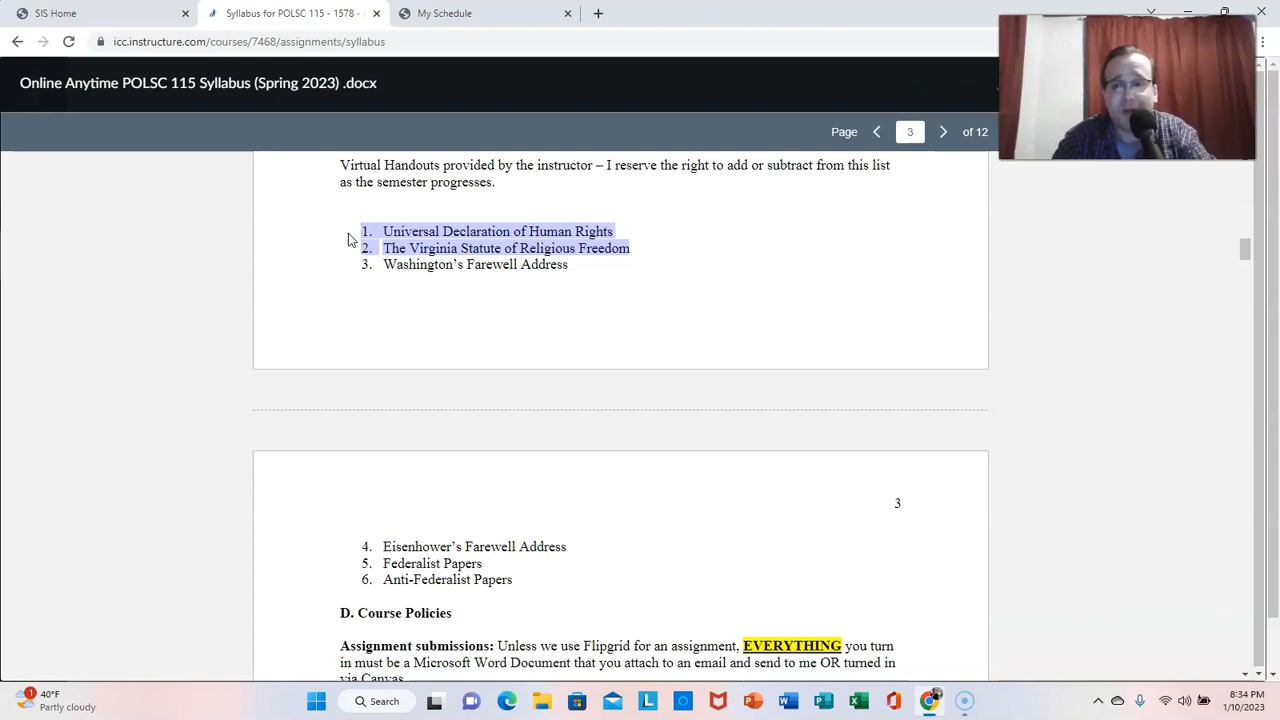 SIS Home
Syllabus for POLSC 115 - 1578 -
My Schedule
icc.instructure.com/courses/7468/assignments/syllabus
Online Anytime POLSC 115 Syllabus (Spring 2023) .docx
Page 3 of 12
Virtual Handouts provided by the instructor – I reserve the right to add or subtract from this list
as the semester progresses.
1. Universal Declaration of Human Rights
2. The Virginia Statute of Religious Freedom
3. Washington's Farewell Address
3
4. Eisenhower's Farewell Address
5. Federalist Papers
6. Anti-Federalist Papers
D. Course Policies
Assignment submissions: Unless we use Flipgrid for an assignment, EVERYTHING you turn
in must be a Microsoft Word Document that you attach to an email and send to me OR turned in
via Canvas
1
40°F
Partly cloudy
Search
8:34 PM
1/10/2023